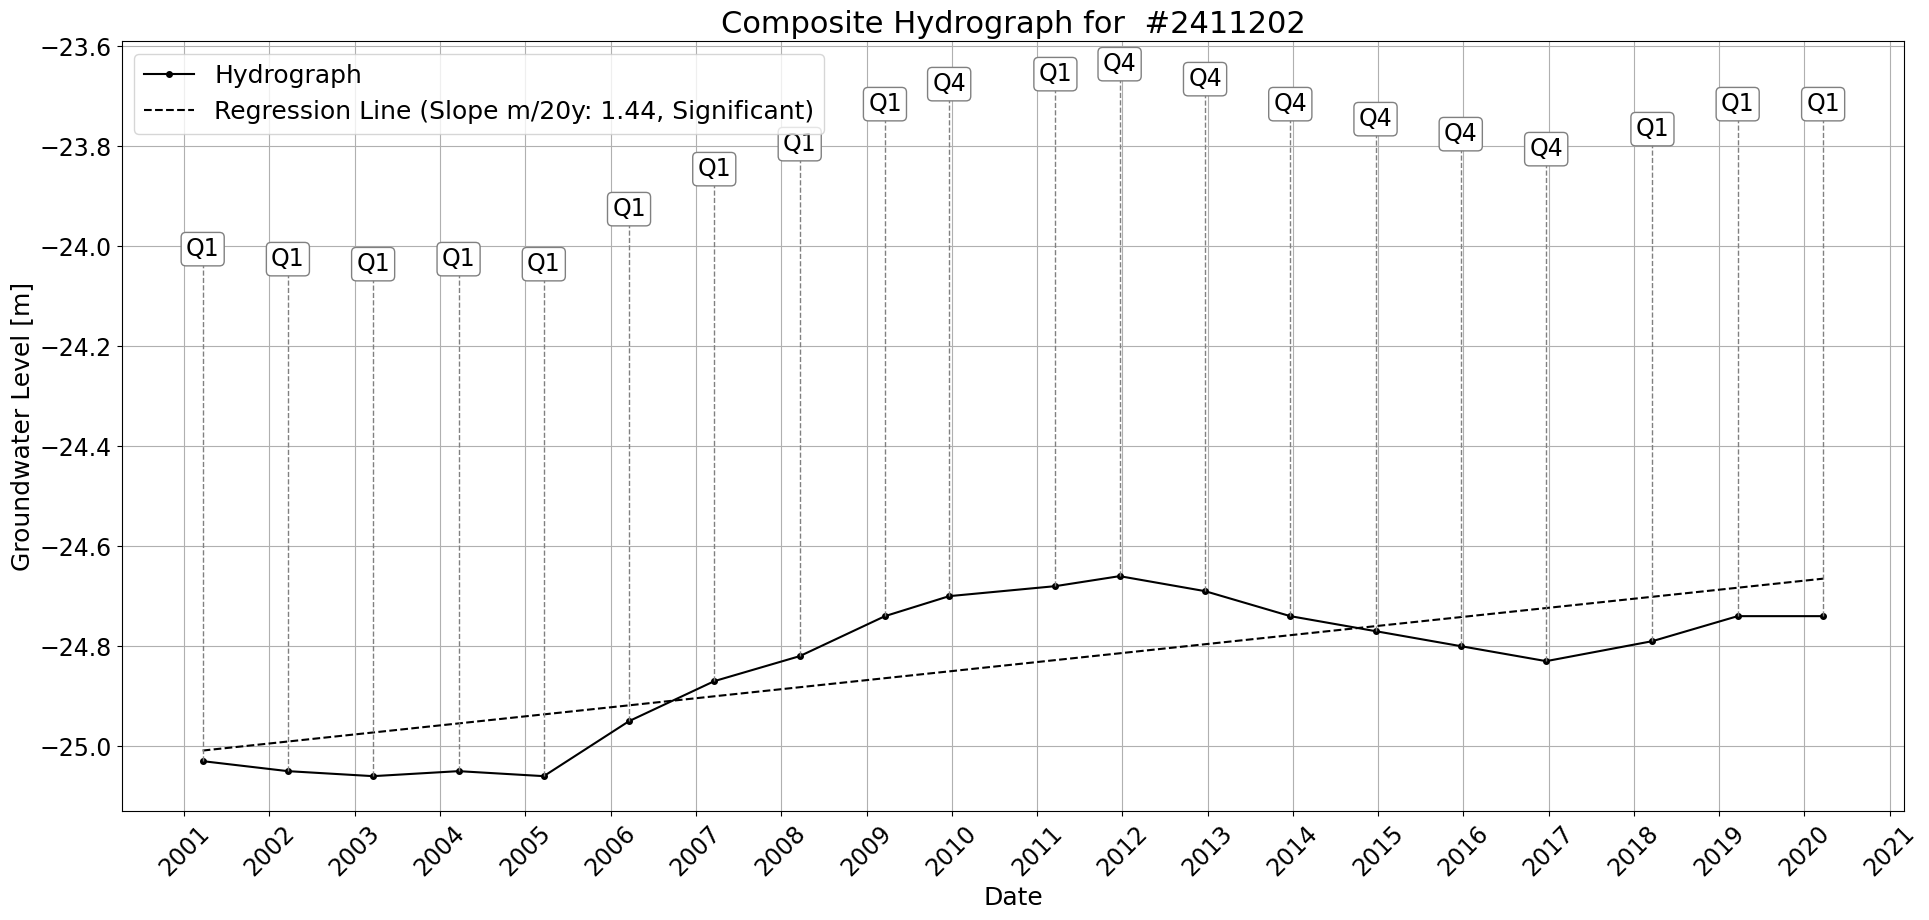 Composite Hydrograph for  #2411202
Hydrograph
Regression Line (Slope m/20y: 1.44, Significant)
Groundwater Level [m]
−23.6
−23.8
−24.0
−24.2
−24.4
−24.6
−24.8
−25.0
Q1
Q1
Q1
Q1
Q1
Q1
Q1
Q1
Q1
Q4
Q1
Q4
Q4
Q4
Q4
Q4
Q4
Q1
Q1
Q1
2001
2002
2003
2004
2005
2006
2007
2008
2009
2010
2011
2012
2013
2014
2015
2016
2017
2018
2019
2020
2021
Date